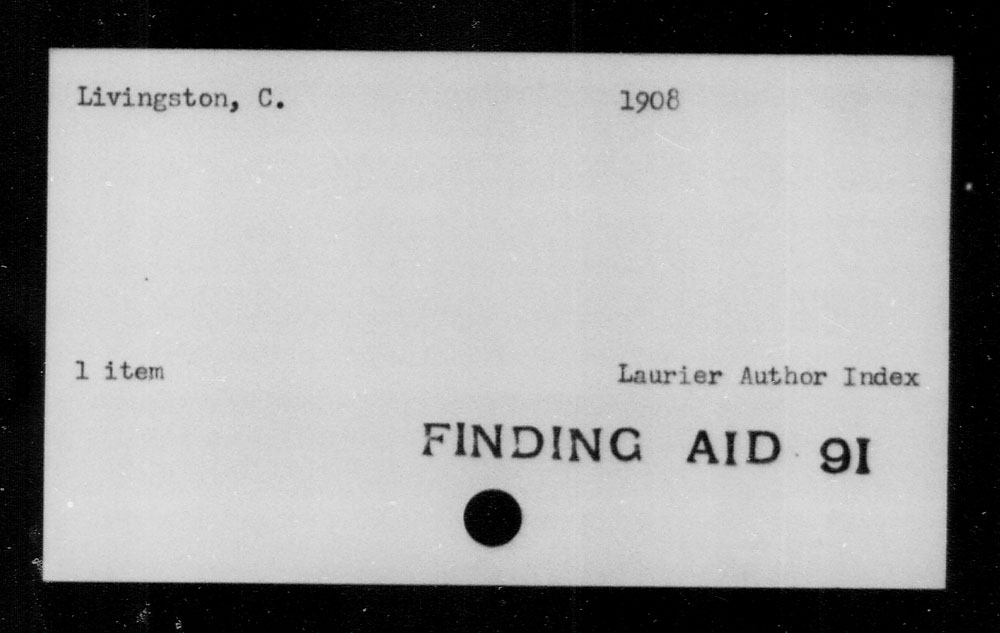 Livingston, C. 1908
1 item Laurier Author Index
FINDING AID 91